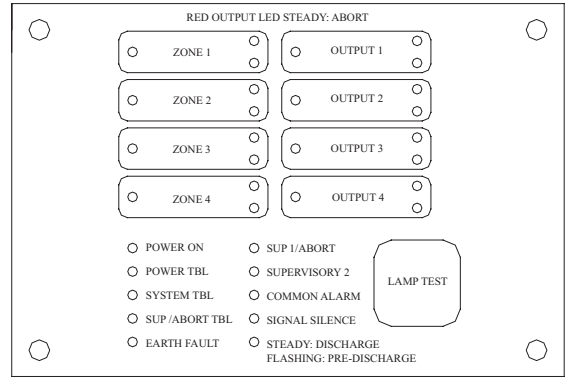 RED OUTPUT LED STEADY: ABORT
ZONE 1
OUTPUT 1
ZONE 2
OUTPUT 2
ZONE 3
OUTPUT 3
ZONE 4
OUTPUT 4
POWER ON
SUP 1/ABORT
POWER TBL
SUPERVISORY 2
SYSTEM TBL
COMMON ALARM
SUP /ABORT TBL
SIGNAL SILENCE
EARTH FAULT
STEADY: DISCHARGE
FLASHING: PRE-DISCHARGE
LAMP TEST